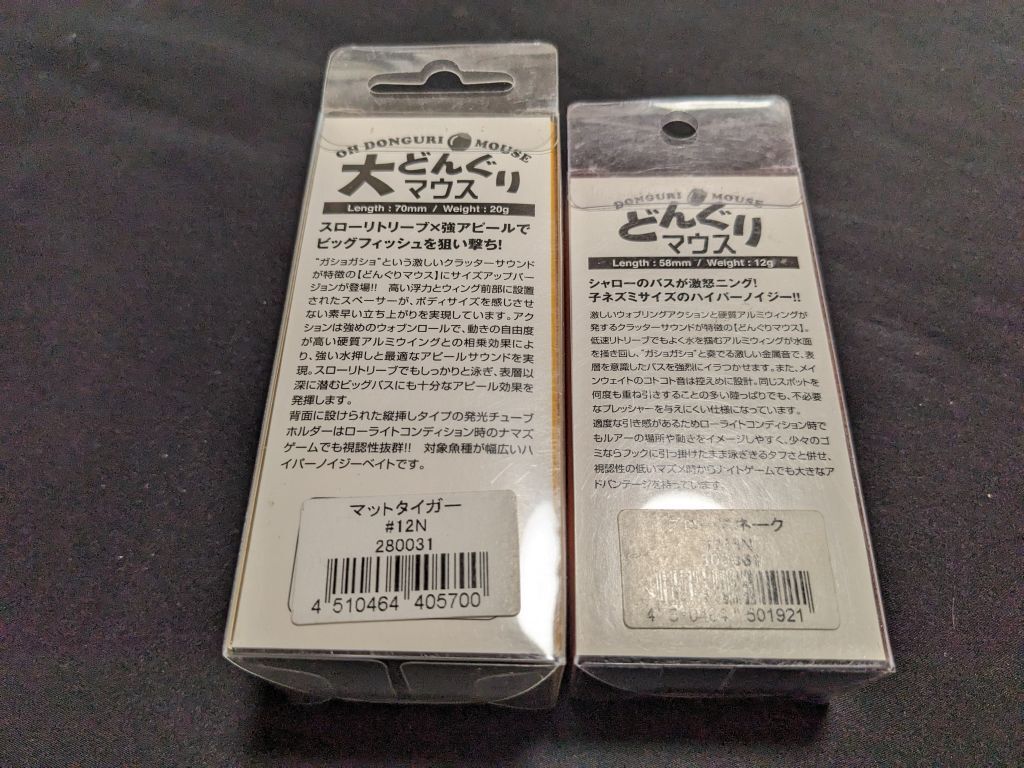 OH DONGURI MOUSE
大どんぐり
マウス
Length : 70mm / Weight : 20g
スローリトリーブ×強アピールで
ビッグフィッシュを狙い撃ち!
"ガショガショ"という激しいクラッターサウンド
が特徴の【どんぐりマウス】にサイズアップバー
ジョンが登場!! 高い浮力とウィング前部に設置
されたスペーサーが、ボディサイズを感じさせ
ない素早い立ち上がりを実現しています。アク
ションは強めのウォブンロールで、動きの自由度
が高い硬質アルミウイングとの相乗効果によ
り、強い水押しと最適なアピールサウンドを実
現。スローリトリーブでもしっかりと泳ぎ、表層以
深に潜むビッグバスにも十分なアピール効果を
発揮します。
背面に設けられた縦挿しタイプの発光チューブ
ホルダーはローライトコンディション時のナマズ
ゲームでも視認性抜群!! 対象魚種が幅広いハ
イパーノイジーベイトです。
マットタイガー
#12N
280031
4 510464 405700
DONGURI MOUSE
どんぐり
マウス
Length : 58mm / Weight : 12g
シャローのバスが激怒ニング!
子ネズミサイズのハイパーノイジー!!
激しいウォブリングアクションと硬質アルミウィングが
発するクラッターサウンドが特徴の【どんぐりマウス】。
低速リトリーブでもよく水を掴むアルミウィングが水面
を掻き回し、"ガショガショ"と奏でる激しい金属音で、表
層を意識したバスを強烈にイラつかせます。また、メイ
ンウェイトのコトコト音は控えめに設計。同じスポットを
何度も重ね引きすることの多い陸っぱりでも、不必要
なプレッシャーを与えにくい仕様になっています。
適度な引き感があるためローライトコンディション時で
もルアーの場所や動きをイメージしやすく、少々のゴ
ミならフックに引っ掛けたまま泳ぎきるタフさと併せ、
視認性の低いマズメ時からナイトゲームでも大きなア
ドバンテージを持っています。
ネーク
501921